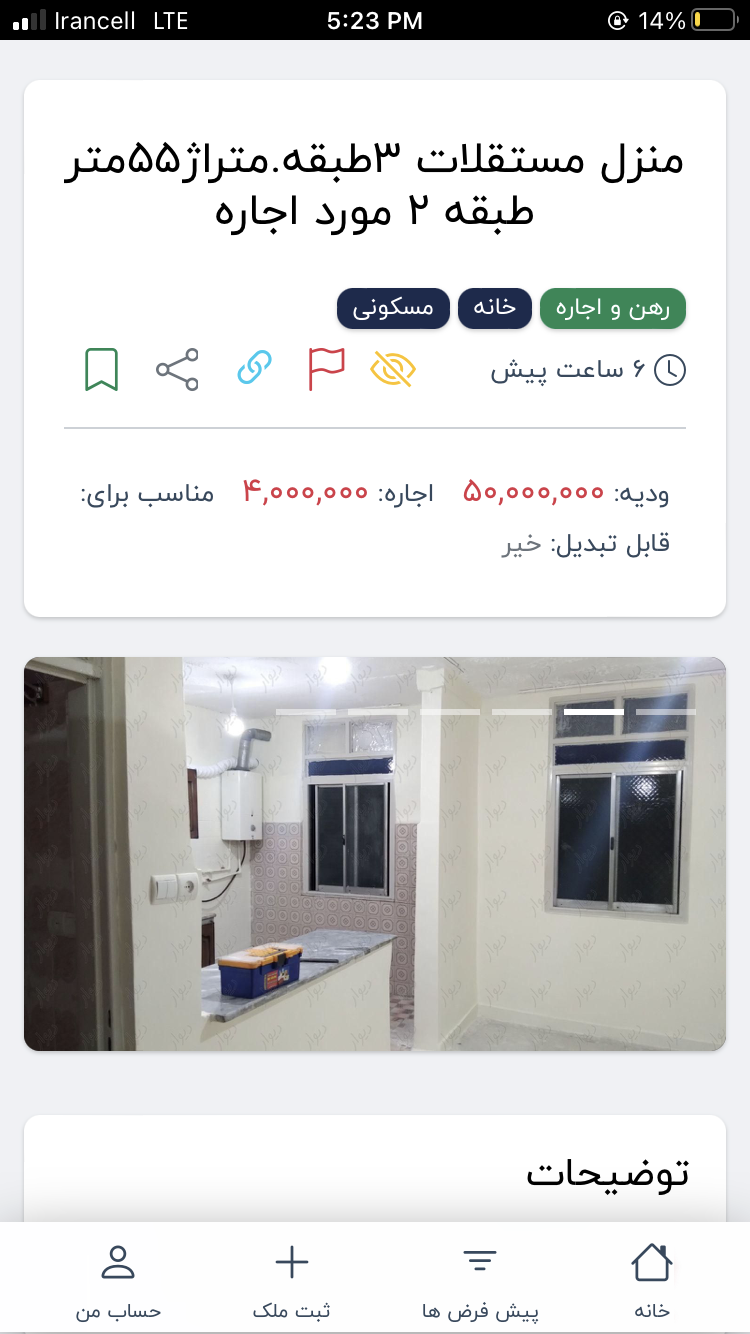 Irancell LTE 5:23 PM 14%
منزل مستقلات ۳طبقه.متراژ۵۵متر
طبقه ۲ مورد اجاره
رهن و اجاره خانه مسکونی
۶ ساعت پیش
ودیعه: ۵۰,۰۰۰,۰۰۰ اجاره: ۴,۰۰۰,۰۰۰ مناسب برای:
قابل تبدیل: خیر
دیوار
توضیحات
خانه پیش فرض ها ثبت ملک حساب من